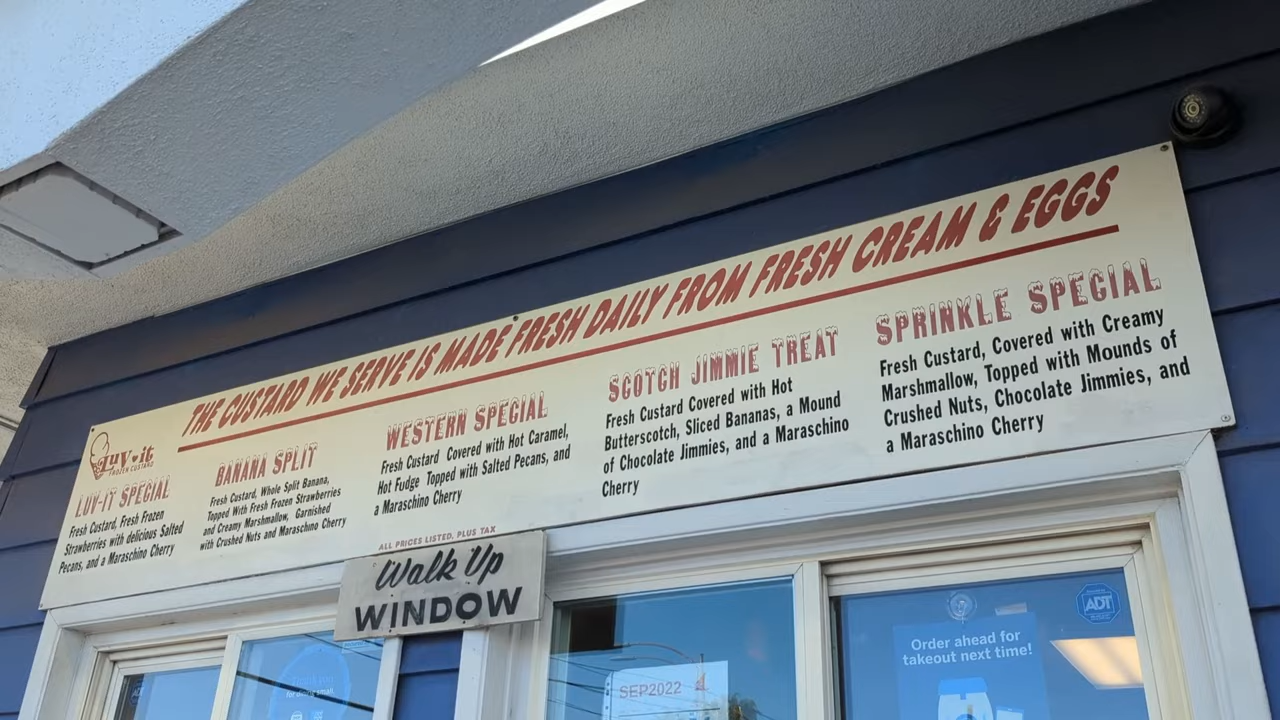 THE CUSTARD WE SERVE IS MADE FRESH DAILY FROM FRESH CREAM & EGGS
Luv-it
FROZEN CUSTARD
LUV-IT SPECIAL
Fresh Custard, Fresh Frozen
Strawberries with delicious Salted
Pecans, and a Maraschino Cherry
BANANA SPLIT
Fresh Custard, Whole Split Banana,
Topped With Fresh Frozen Strawberries
and Creamy Marshmallow, Garnished
with Crushed Nuts and Maraschino Cherry
WESTERN SPECIAL
Fresh Custard Covered with Hot Caramel,
Hot Fudge Topped with Salted Pecans, and
a Maraschino Cherry
SCOTCH JIMMIE TREAT
Fresh Custard Covered with Hot
Butterscotch, Sliced Bananas, a Mound
of Chocolate Jimmies, and a Maraschino
Cherry
SPRINKLE SPECIAL
Fresh Custard, Covered with Creamy
Marshmallow, Topped with Mounds of
Crushed Nuts, Chocolate Jimmies, and
a Maraschino Cherry
ALL PRICES LISTED, PLUS TAX
Walk Up
WINDOW
Thank you
for dining small.
SEP2022
Order ahead for
takeout next time!
ADT